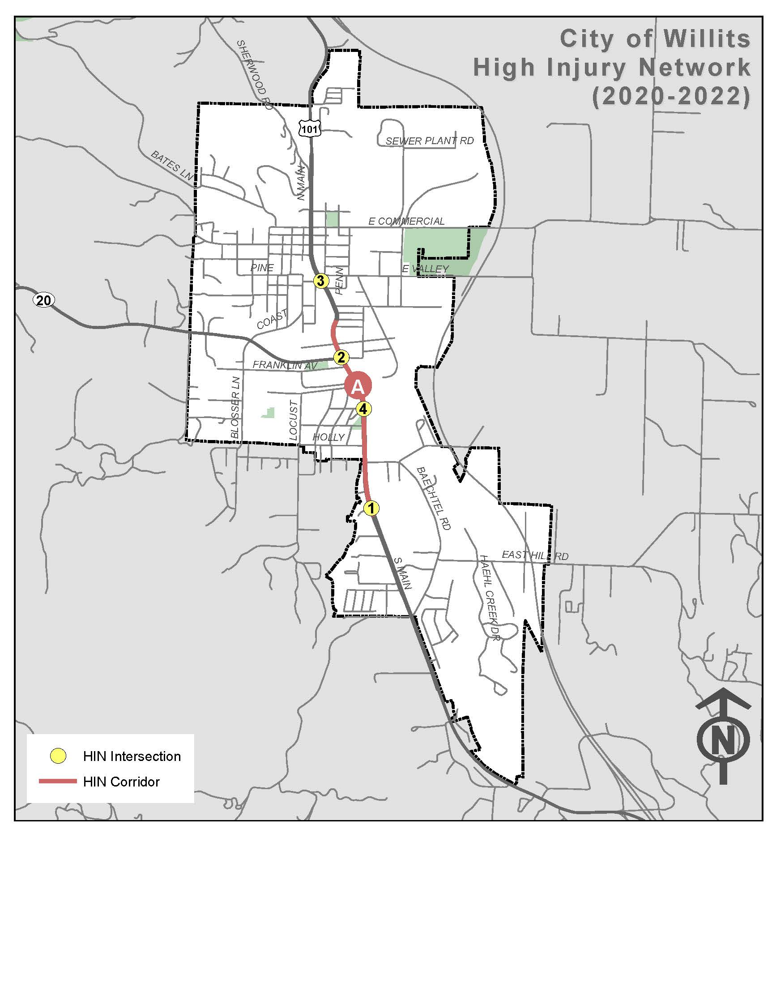 City of Willits
High Injury Network
(2020-2022)
SHERWOOD RD
101
SEWER PLANT RD
BATES LN
N MAIN
E COMMERCIAL
PINE
E VALLEY
PENN
3
20
COAST
2
FRANKLIN AV
A
BLOSSER LN
LOCUST
4
HOLLY
BAECHTEL RD
1
EAST HILL RD
S MAIN
HAEHL CREEK DR
N
HIN Intersection
HIN Corridor